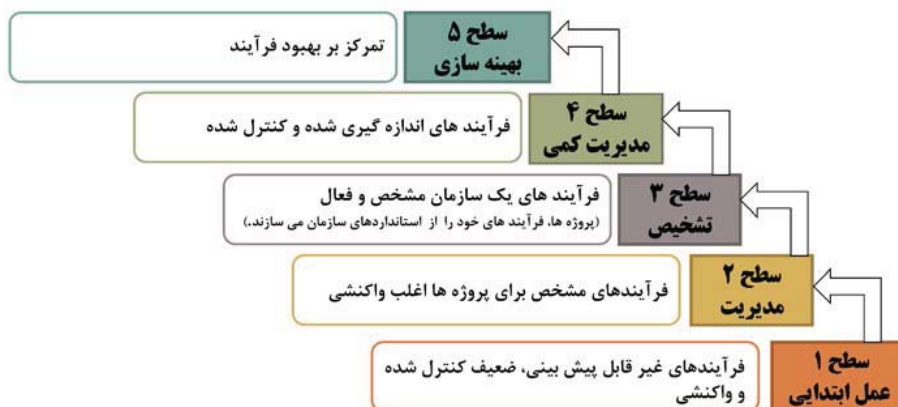 سطح ۵
بهینه سازی
تمرکز بر بهبود فرآیند
سطح ۴
مدیریت کمی
فرآیند های اندازه گیری شده و کنترل شده
سطح ۳
تشخیص
فرآیند های یک سازمان مشخص و فعال
(پروژه ها، فرآیند های خود را از استانداردهای سازمان می سازند.)
سطح ۲
مدیریت
فرآیندهای مشخص برای پروژه ها اغلب واکنشی
سطح ۱
عمل ابتدایی
فرآیندهای غیر قابل پیش بینی، ضعیف کنترل شده
و واکنشی